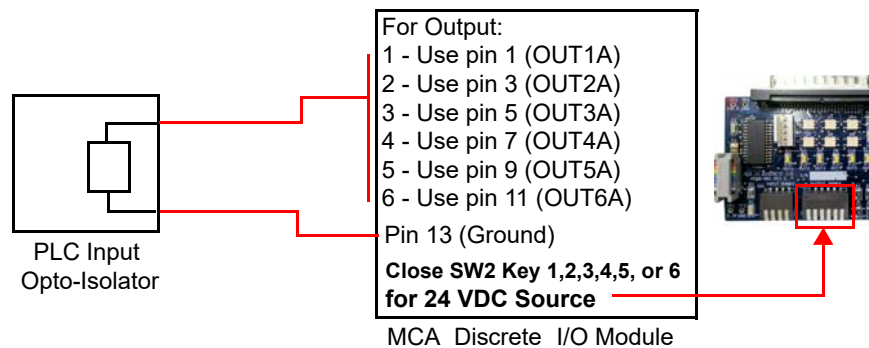 For Output:
1 - Use pin 1 (OUT1A)
2 - Use pin 3 (OUT2A)
3 - Use pin 5 (OUT3A)
4 - Use pin 7 (OUT4A)
5 - Use pin 9 (OUT5A)
6 - Use pin 11 (OUT6A)
Pin 13 (Ground)
Close SW2 Key 1,2,3,4,5, or 6
for 24 VDC Source
PLC Input
Opto-Isolator
MCA Discrete I/O Module